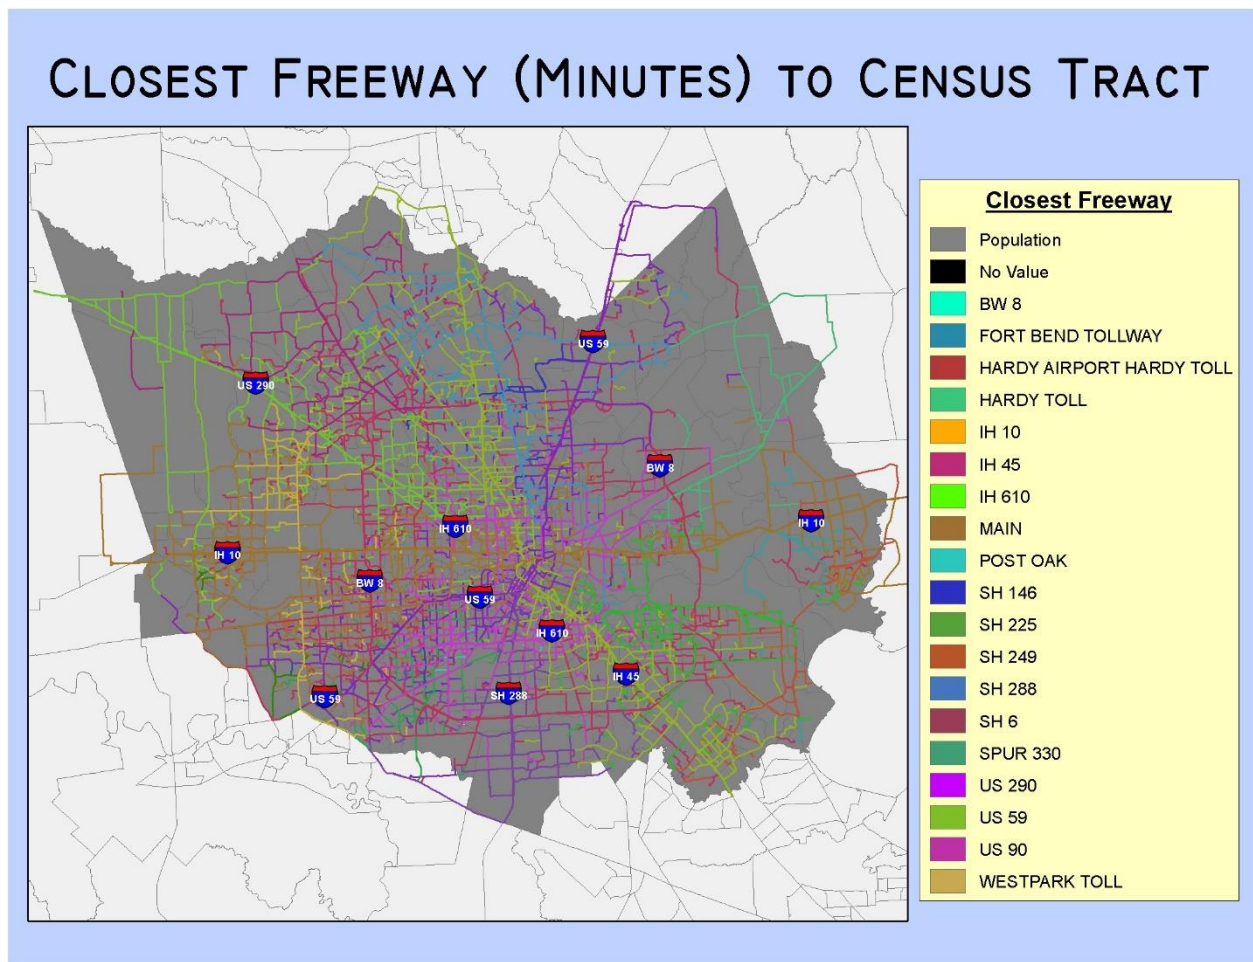 CLOSEST FREEWAY (MINUTES) TO CENSUS TRACT
US 59
US 290
BW 8
IH 10
IH 610
IH 10
BW 8
US 59
IH 610
IH 45
US 59
SH 288
Closest Freeway
Population
No Value
BW 8
FORT BEND TOLLWAY
HARDY AIRPORT HARDY TOLL
HARDY TOLL
IH 10
IH 45
IH 610
MAIN
POST OAK
SH 146
SH 225
SH 249
SH 288
SH 6
SPUR 330
US 290
US 59
US 90
WESTPARK TOLL